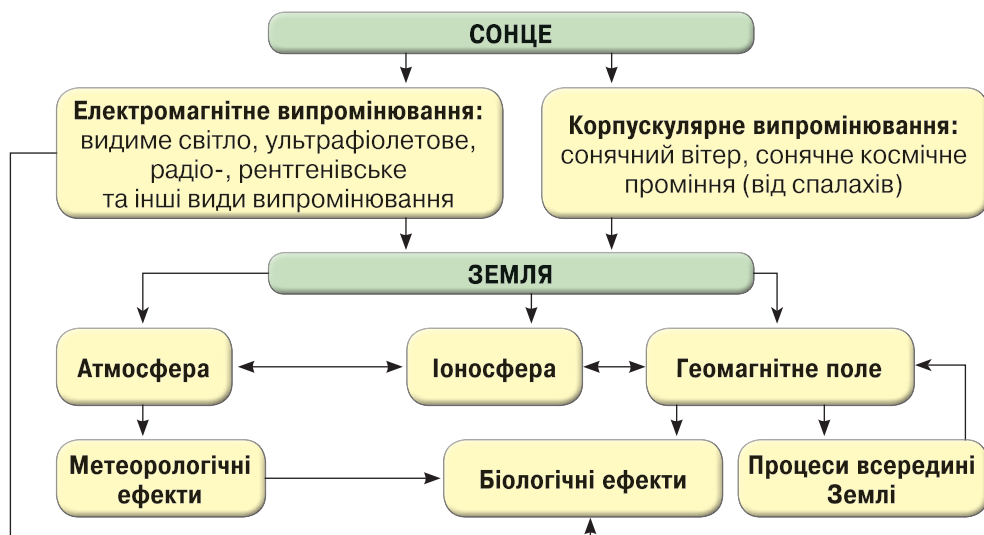 СОНЦЕ
Електромагнітне випромінювання:
видиме світло, ультрафіолетове,
радіо-, рентгенівське
та інші види випромінювання
Корпускулярне випромінювання:
сонячний вітер, сонячне космічне
проміння (від спалахів)
ЗЕМЛЯ
Атмосфера
Іоносфера
Геомагнітне поле
Метеорологічні
ефекти
Біологічні ефекти
Процеси всередині
Землі